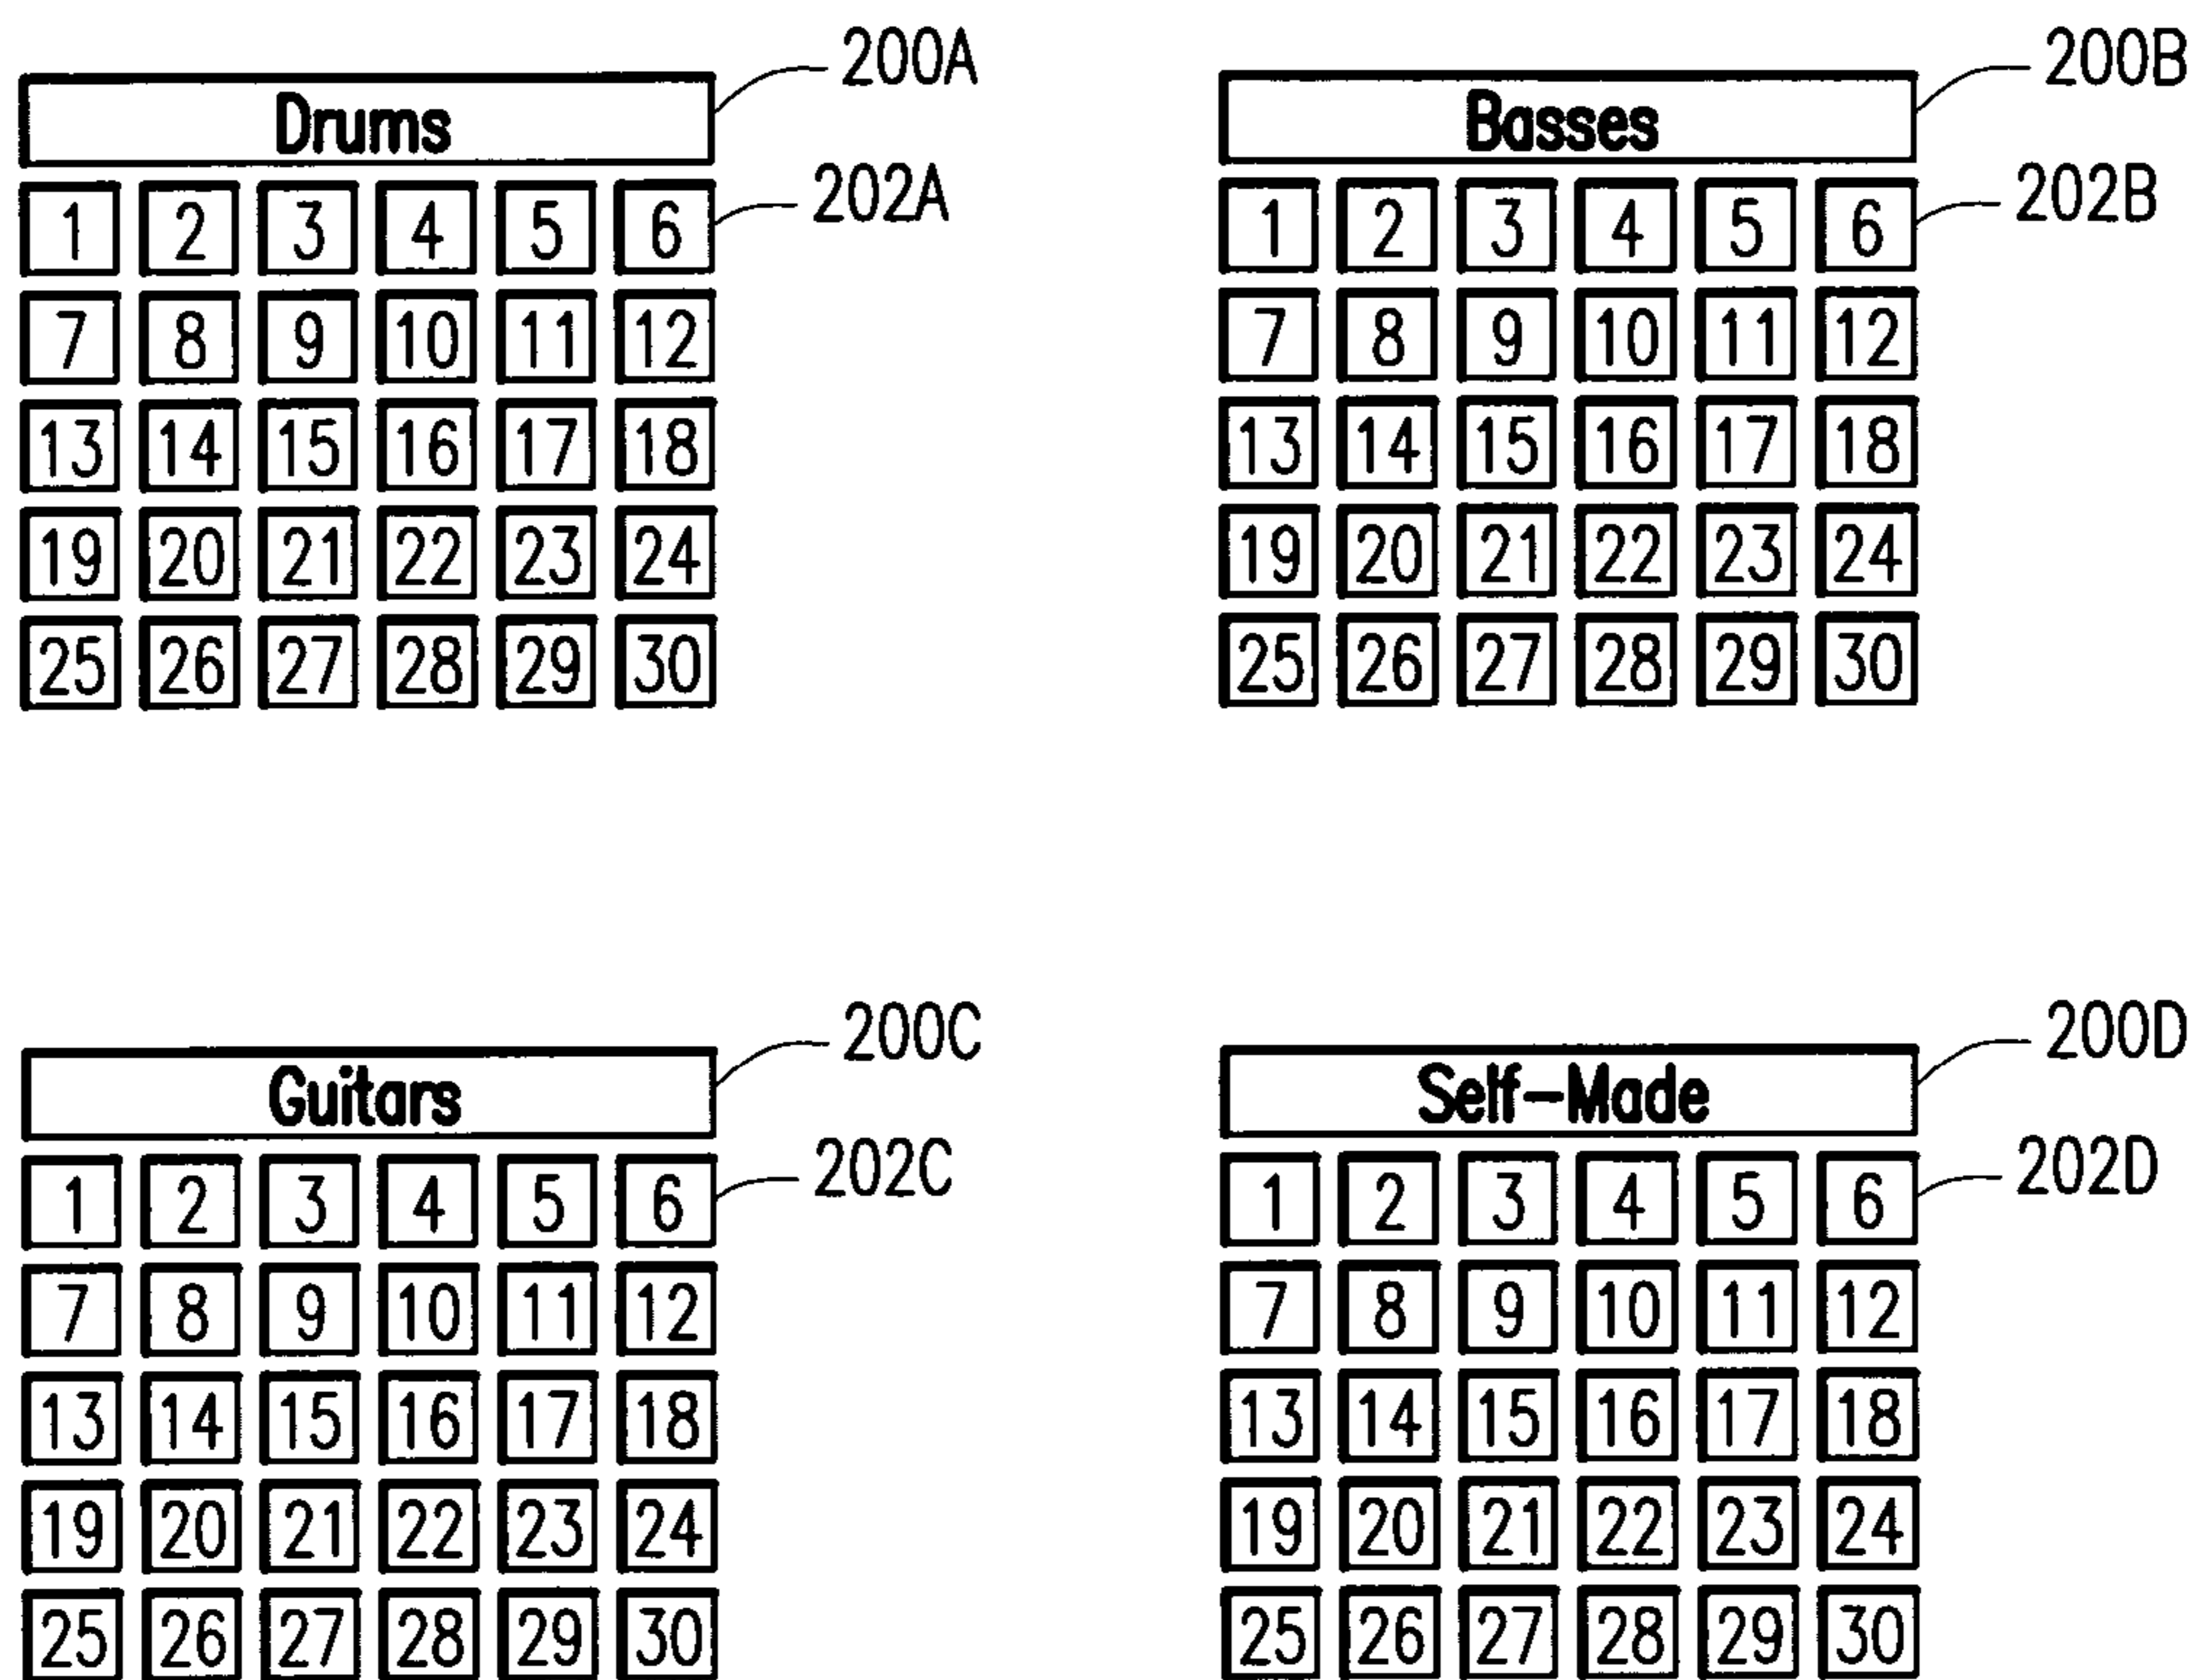 200A
Drums
202A
1 2 3 4 5 6
7 8 9 10 11 12
13 14 15 16 17 18
19 20 21 22 23 24
25 26 27 28 29 30
200B
Basses
202B
1 2 3 4 5 6
7 8 9 10 11 12
13 14 15 16 17 18
19 20 21 22 23 24
25 26 27 28 29 30
200C
Guitars
202C
1 2 3 4 5 6
7 8 9 10 11 12
13 14 15 16 17 18
19 20 21 22 23 24
25 26 27 28 29 30
200D
Self-Made
202D
1 2 3 4 5 6
7 8 9 10 11 12
13 14 15 16 17 18
19 20 21 22 23 24
25 26 27 28 29 30